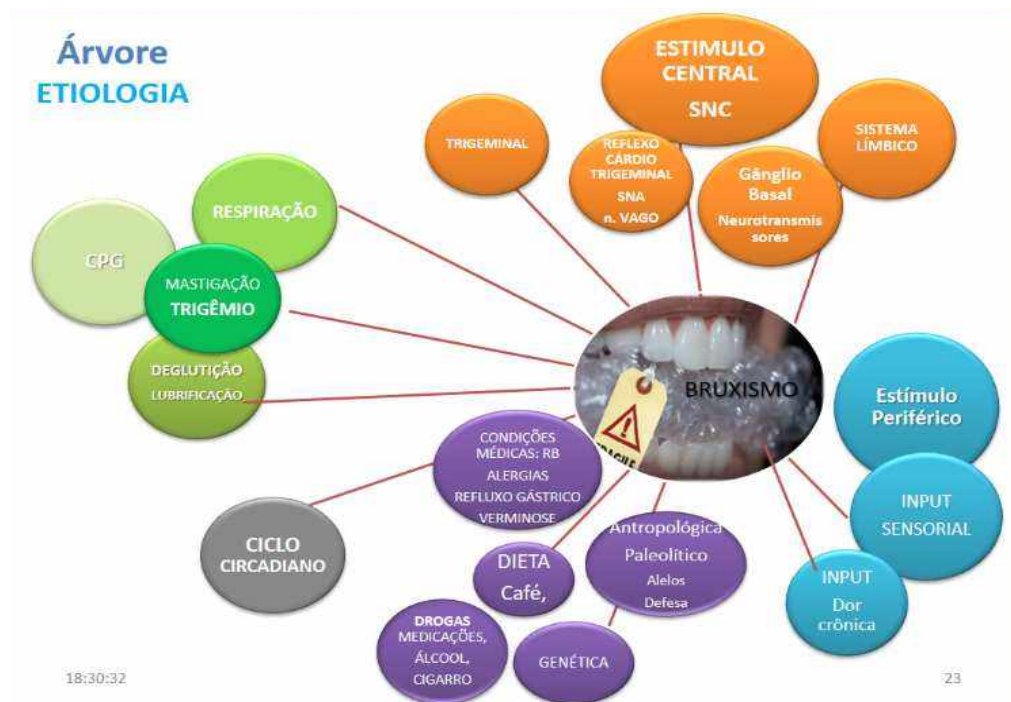 Árvore
ETIOLOGIA
ESTIMULO
CENTRAL
SNC
TRIGEMINAL
REFLEXO
CÁRDIO
TRIGEMINAL
SNA
n. VAGO
Gânglio
Basal
Neurotransmis
sores
SISTEMA
LÍMBICO
RESPIRAÇÃO
CPG
MASTIGAÇÃO
TRIGÊMIO
DEGLUTIÇÃO
LUBRIFICAÇÃO
BRUXISMO
FRAGILE
Estímulo
Periférico
INPUT
SENSORIAL
INPUT
Dor
crônica
CONDIÇÕES
MÉDICAS: RB
ALERGIAS
REFLUXO GÁSTRICO
VERMINOSE
CICLO
CIRCADIANO
DIETA
Café,
Antropológica
Paleolítico
Alelos
Defesa
DROGAS
MEDICAÇÕES,
ÁLCOOL,
CIGARRO
GENÉTICA
18:30:32
23